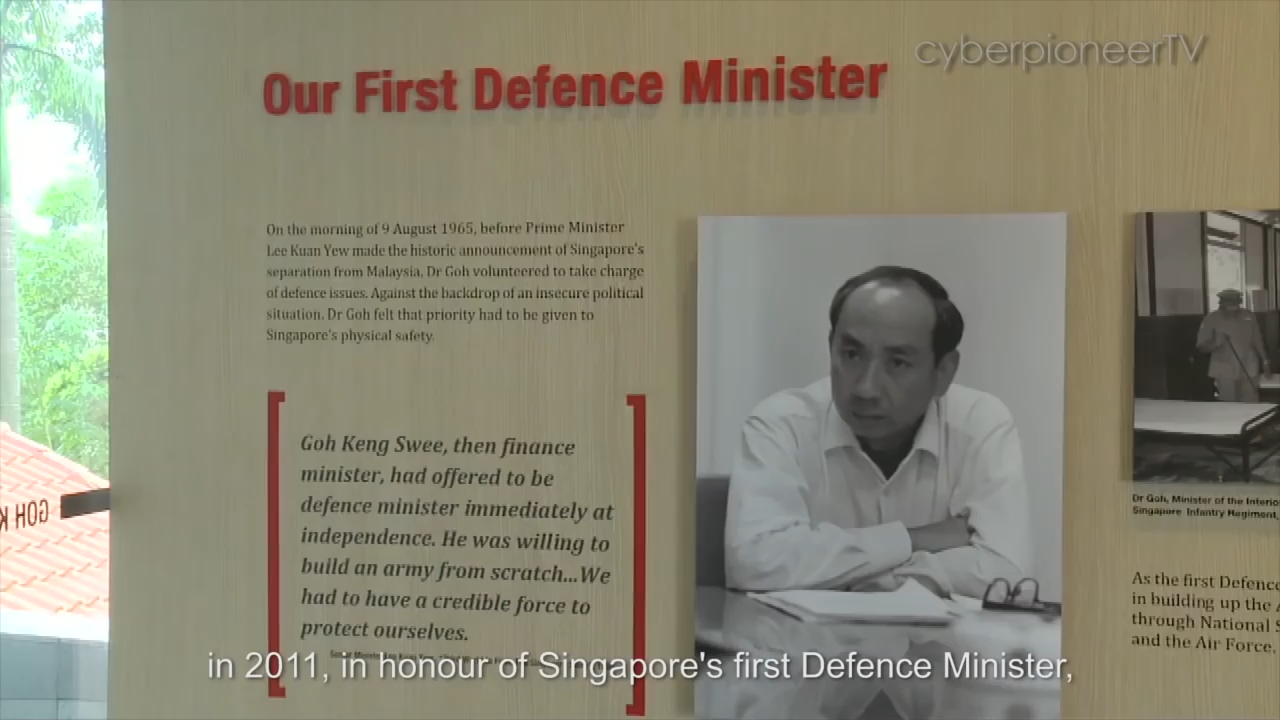 cyberpioneerTV
Our First Defence Minister
On the morning of 9 August 1965, before Prime Minister
Lee Kuan Yew made the historic announcement of Singapore's
separation from Malaysia, Dr Goh volunteered to take charge
of defence issues. Against the backdrop of an insecure political
situation. Dr Goh felt that priority had to be given to
Singapore's physical safety.
Goh Keng Swee, then finance
minister, had offered to be
defence minister immediately at
independence. He was willing to
build an army from scratch...We
had to have a credible force to
protect ourselves.
Dr Goh, Minister of the Interio
Singapore Infantry Regiment,
As the first Defenc
in building up the A
through National S
and the Air Force.
GOH K
in 2011, in honour of Singapore's first Defence Minister,